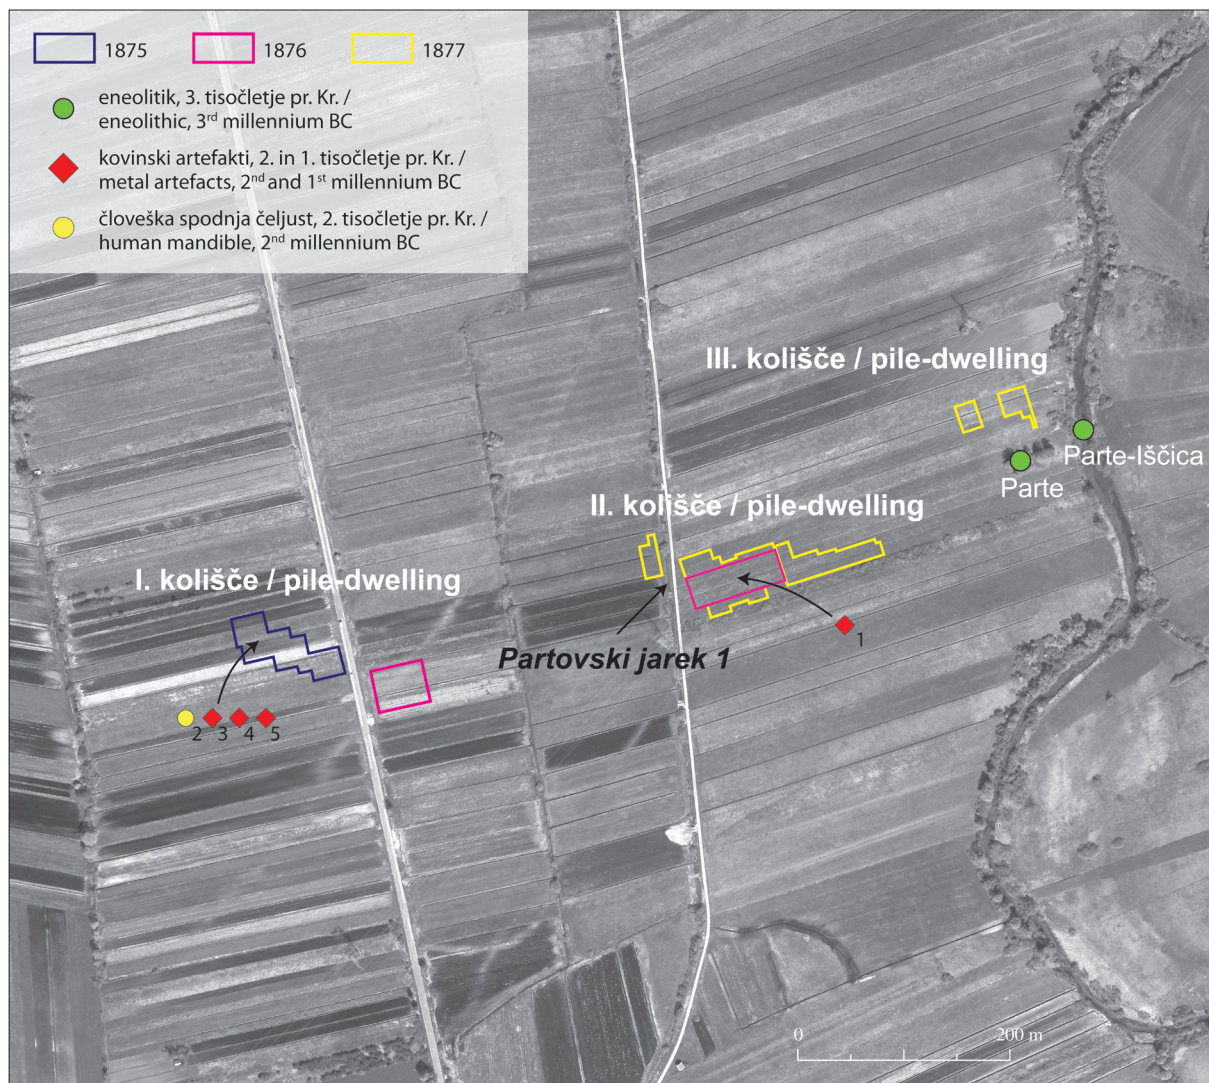 1875
1876
1877
eneolitik, 3. tisočletje pr. Kr. /
eneolithic, 3rd millennium BC
kovinski artefakti, 2. in 1. tisočletje pr. Kr. /
metal artefacts, 2nd and 1st millennium BC
človeška spodnja čeljust, 2. tisočletje pr. Kr. /
human mandible, 2nd millennium BC
III. kolišče / pile-dwelling
Parte-Iščica
Parte
II. kolišče / pile-dwelling
I. kolišče / pile-dwelling
1
Partovski jarek 1
2
3
4
5
0
200 m